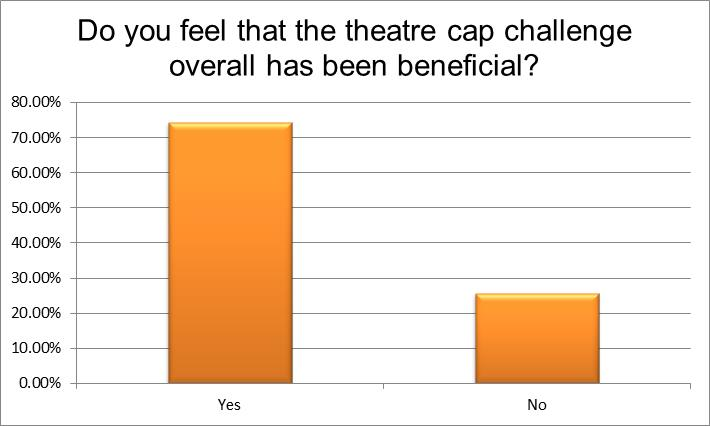 Do you feel that the theatre cap challenge
overall has been beneficial?
80.00%
70.00%
60.00%
50.00%
40.00%
30.00%
20.00%
10.00%
0.00%
Yes
No